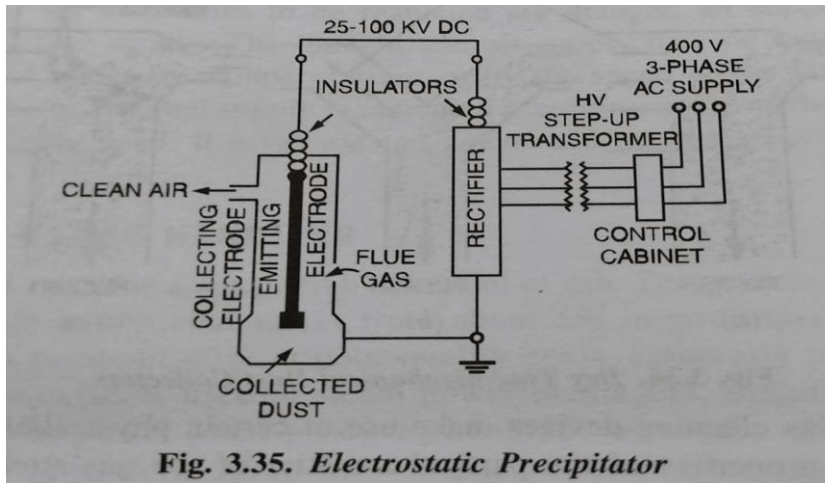 25-100 KV DC
400 V
3-PHASE
AC SUPPLY
INSULATORS
HV
STEP-UP
TRANSFORMER
CLEAN AIR
COLLECTING
ELECTRODE
EMITTING
ELECTRODE
FLUE
GAS
RECTIFIER
CONTROL
CABINET
COLLECTED
DUST
Fig. 3.35. Electrostatic Precipitator